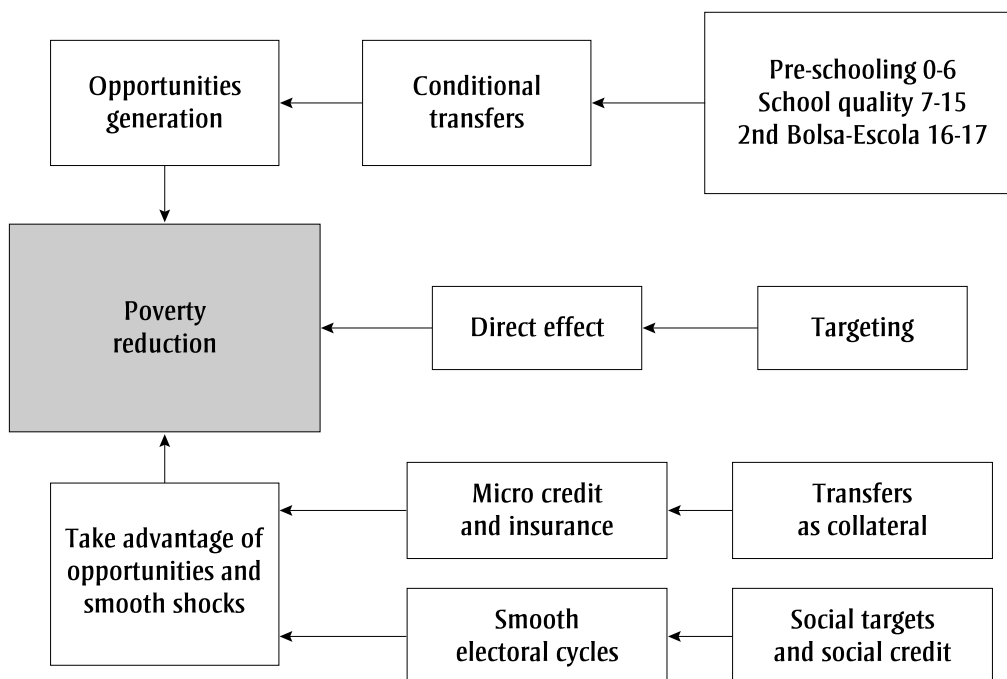 Opportunities
generation
Conditional
transfers
Pre-schooling 0-6
School quality 7-15
2nd Bolsa-Escola 16-17
Poverty
reduction
Direct effect
Targeting
Take advantage of
opportunities and
smooth shocks
Micro credit
and insurance
Transfers
as collateral
Smooth
electoral cycles
Social targets
and social credit